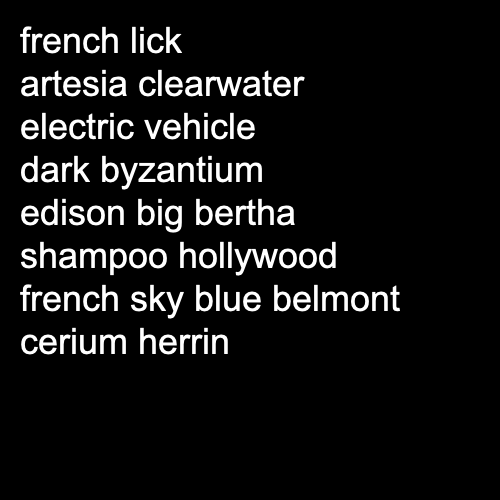 french lick
artesia clearwater
electric vehicle
dark byzantium
edison big bertha
shampoo hollywood
french sky blue belmont
cerium herrin